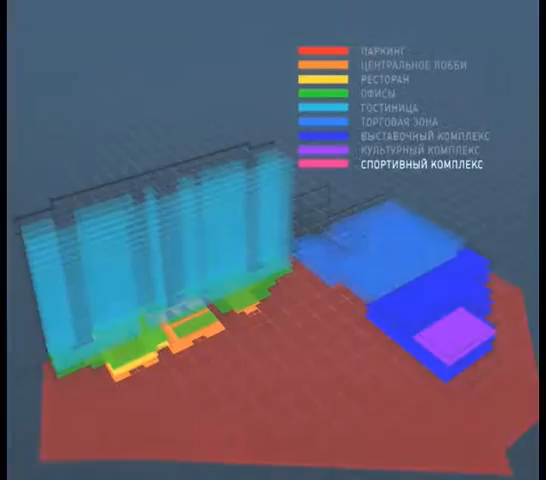 ПАРКИНГ
ЦЕНТРАЛЬНОЕ ЛОББИ
РЕСТОРАН
ОФИСЫ
ГОСТИНИЦА
ТОРГОВАЯ ЗОНА
ВЫСТАВОЧНЫЙ КОМПЛЕКС
КУЛЬТУРНЫЙ КОМПЛЕКС
СПОРТИВНЫЙ КОМПЛЕКС